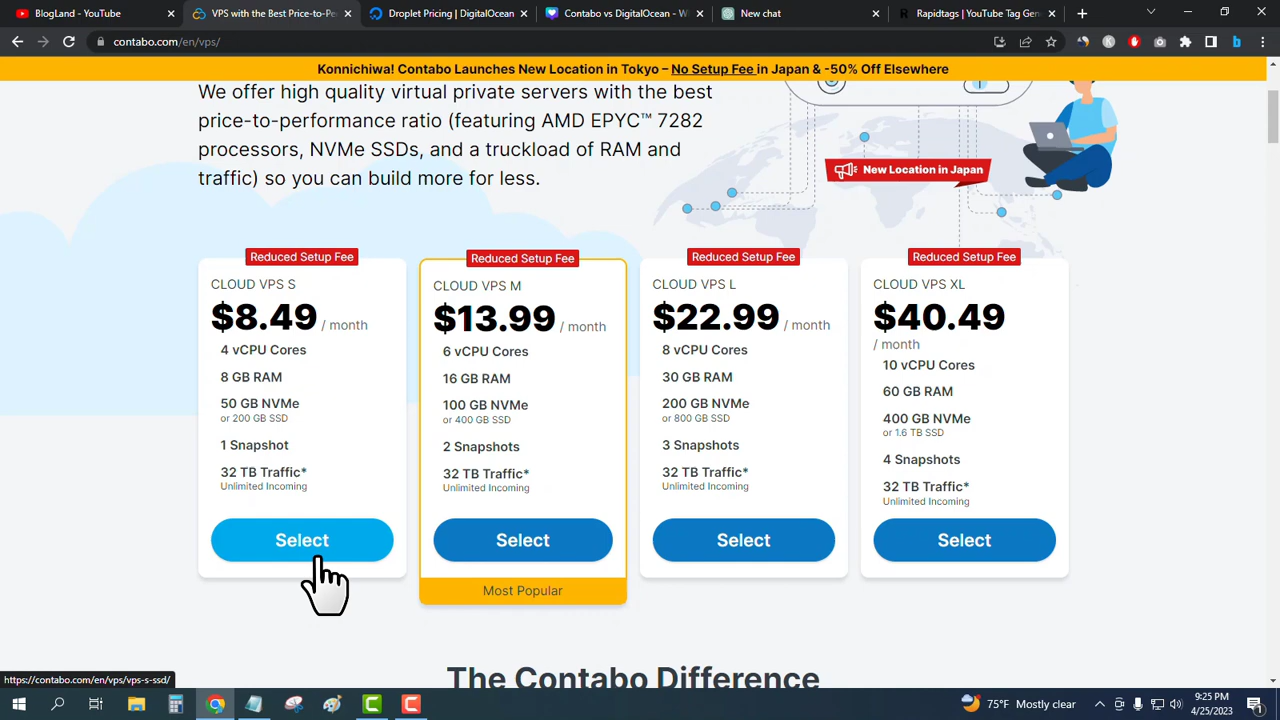 BlogLand - YouTube
VPS with the Best Price-to-Pe
Droplet Pricing | DigitalOcean
Contabo vs DigitalOcean - W
New chat
Rapidtags | YouTube Tag Gen
contabo.com/en/vps/
Konnichiwa! Contabo Launches New Location in Tokyo – No Setup Fee in Japan & -50% Off Elsewhere
We offer high quality virtual private servers with the best
price-to-performance ratio (featuring AMD EPYC™ 7282
processors, NVMe SSDs, and a truckload of RAM and
traffic) so you can build more for less.
New Location in Japan
Reduced Setup Fee
CLOUD VPS S
$8.49 / month
4 vCPU Cores
8 GB RAM
50 GB NVMe
or 200 GB SSD
1 Snapshot
32 TB Traffic*
Unlimited Incoming
Select
Reduced Setup Fee
CLOUD VPS M
$13.99 / month
6 vCPU Cores
16 GB RAM
100 GB NVMe
or 400 GB SSD
2 Snapshots
32 TB Traffic*
Unlimited Incoming
Select
Most Popular
Reduced Setup Fee
CLOUD VPS L
$22.99 / month
8 vCPU Cores
30 GB RAM
200 GB NVMe
or 800 GB SSD
3 Snapshots
32 TB Traffic*
Unlimited Incoming
Select
Reduced Setup Fee
CLOUD VPS XL
$40.49
/ month
10 vCPU Cores
60 GB RAM
400 GB NVMe
or 1.6 TB SSD
4 Snapshots
32 TB Traffic*
Unlimited Incoming
Select
The Contabo Difference
https://contabo.com/en/vps/vps-s-ssd/
75°F Mostly clear
9:25 PM
4/25/2023